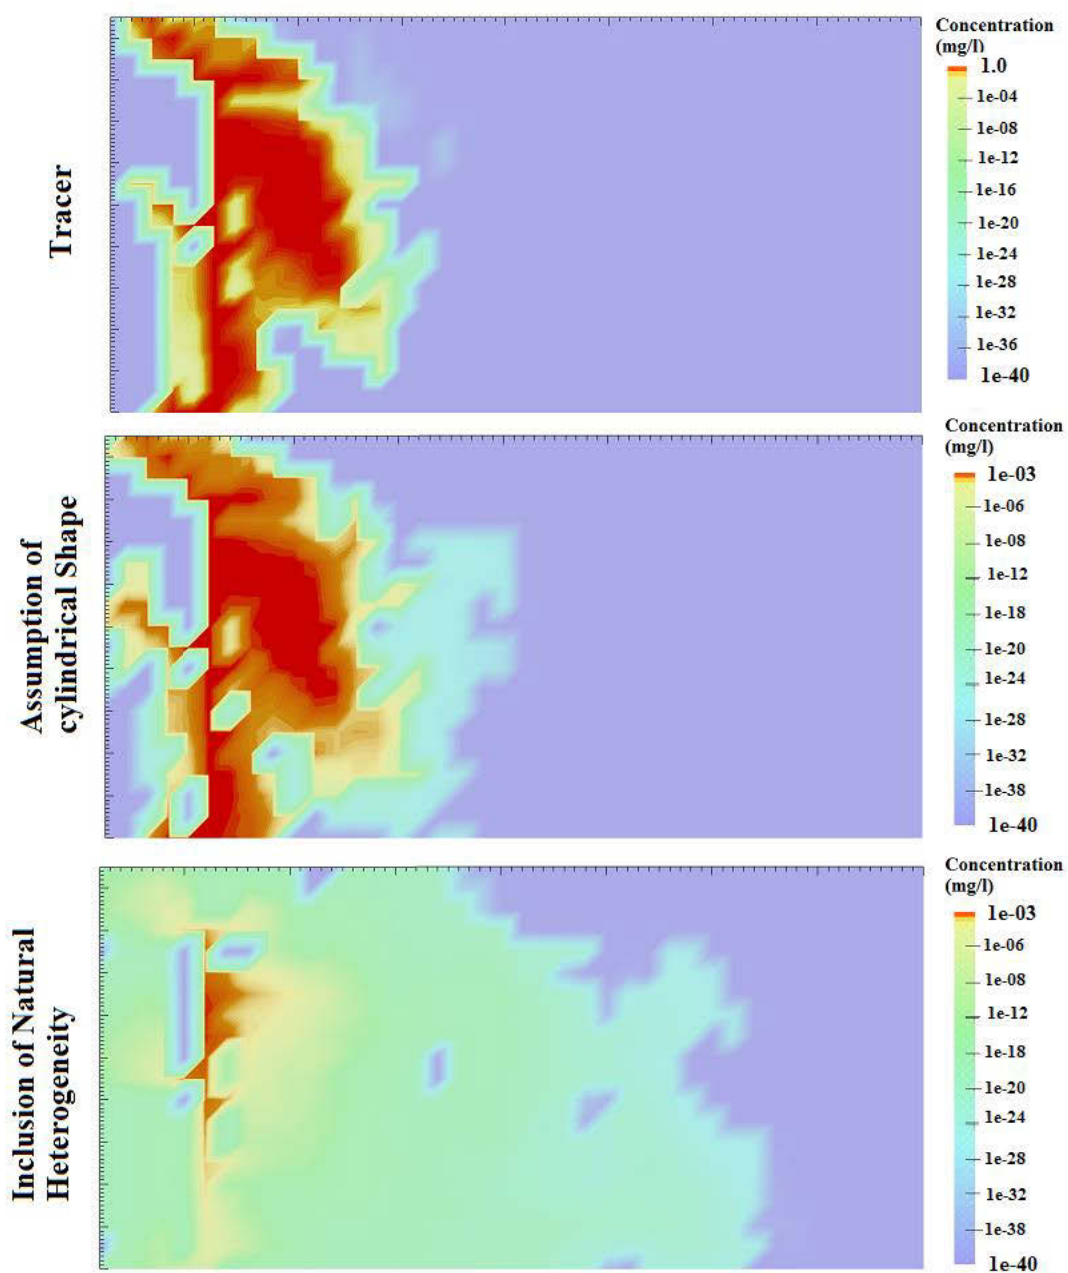 Tracer
Concentration
(mg/l)
1.0
1e-04
1e-08
1e-12
1e-16
1e-20
1e-24
1e-28
1e-32
1e-36
1e-40
Assumption of
cylindrical Shape
Concentration
(mg/l)
1e-03
1e-06
1e-08
1e-12
1e-18
1e-20
1e-24
1e-28
1e-32
1e-38
1e-40
Inclusion of Natural
Heterogeneity
Concentration
(mg/l)
1e-03
1e-06
1e-08
1e-12
1e-18
1e-20
1e-24
1e-28
1e-32
1e-38
1e-40